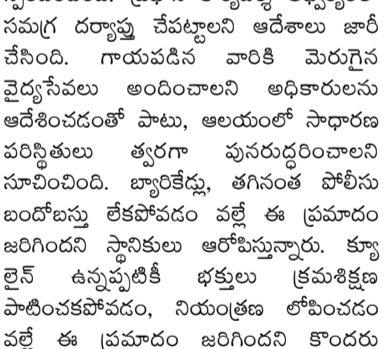 సమగ్ర దర్యాప్తు చేపట్టాలని ఆదేశాలు జారీ
చేసింది. గాయపడిన వారికి మెరుగైన
వైద్యసేవలు అందించాలని అధికారులను
ఆదేశించడంతో పాటు, ఆలయంలో సాధారణ
పరిస్థితులు త్వరగా పునరుద్ధరించాలని
సూచించింది. బ్యారికేడ్లు, తగినంత పోలీసు
బందోబస్తు లేకపోవడం వల్లే ఈ ప్రమాదం
జరిగిందని స్థానికులు ఆరోపిస్తున్నారు. క్యూ
లైన్ ఉన్నప్పటికీ భక్తులు క్రమశిక్షణ
పాటించకపోవడం, నియంత్రణ లోపించడం
వల్లే ఈ ప్రమాదం జరిగిందని కొందరు